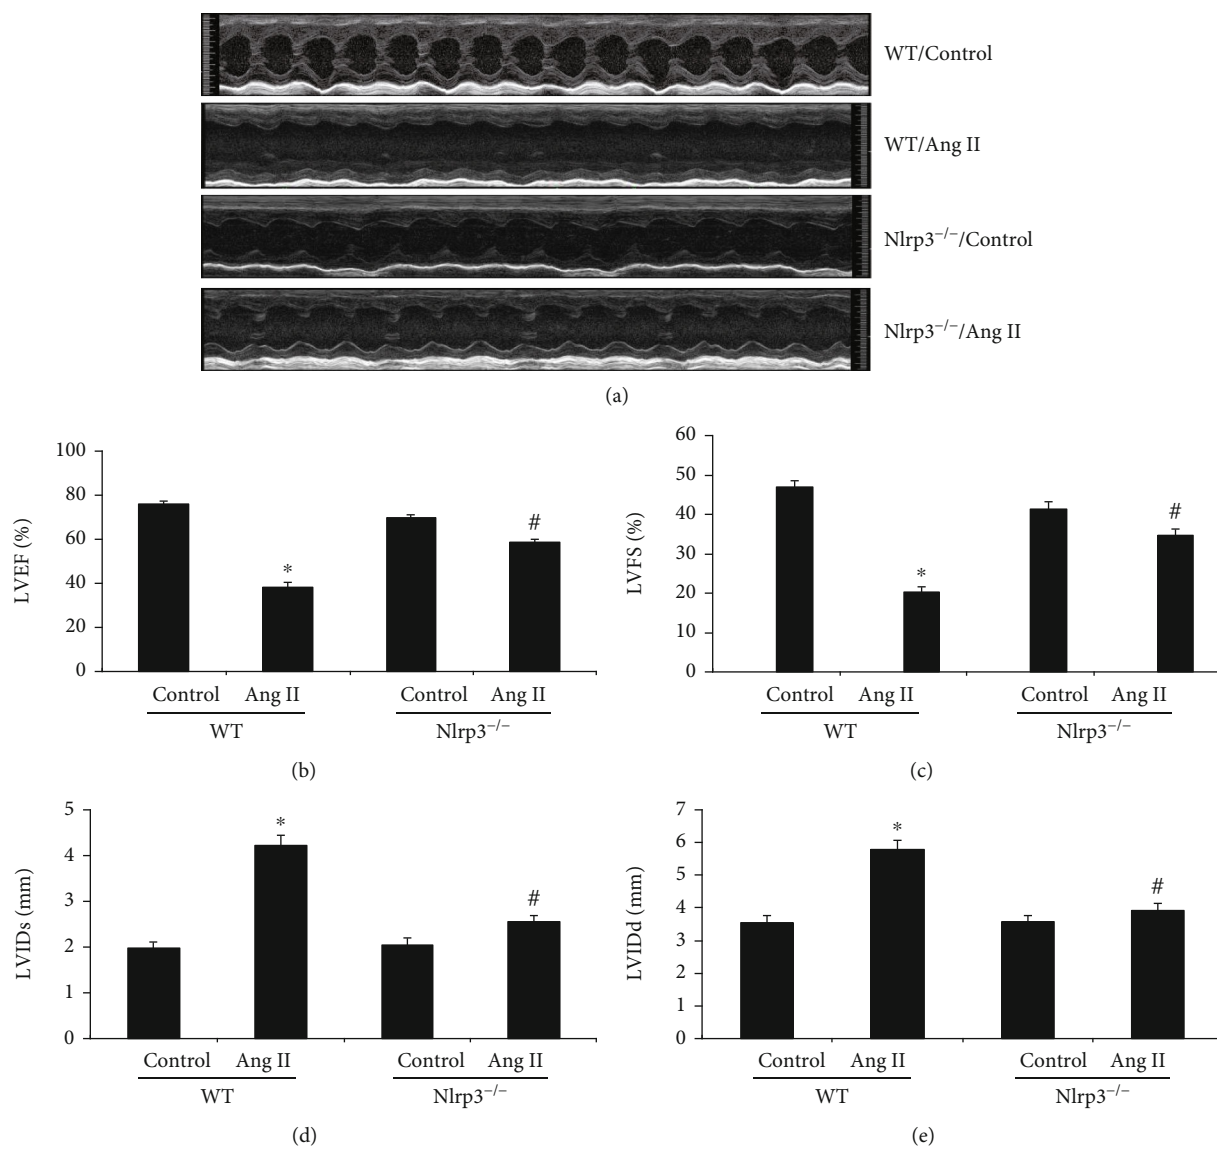 WT/Control
WT/Ang II
Nlrp3⁻/⁻/Control
Nlrp3⁻/⁻/Ang II
(a)
LVEF (%)
100
80
60
40
20
0
*
#
Control Ang II Control Ang II
WT Nlrp3⁻/⁻
(b)
LVFS (%)
60
50
40
30
20
10
0
*
#
Control Ang II Control Ang II
WT Nlrp3⁻/⁻
(c)
LVIDs (mm)
5
4
3
2
1
0
*
#
Control Ang II Control Ang II
WT Nlrp3⁻/⁻
(d)
LVIDd (mm)
7
6
5
4
3
2
1
0
*
#
Control Ang II Control Ang II
WT Nlrp3⁻/⁻
(e)